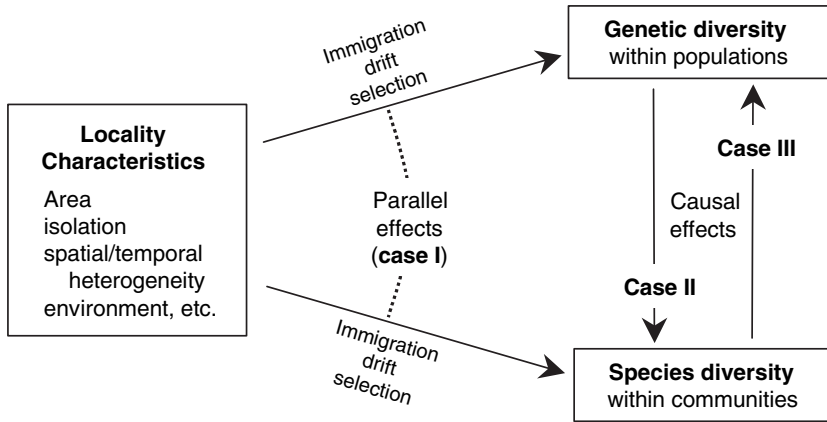 Locality
Characteristics
Area
isolation
spatial/temporal
heterogeneity
environment, etc.
Immigration
drift
selection
Parallel
effects
(case I)
Immigration
drift
selection
Genetic diversity
within populations
Case III
Causal
effects
Case II
Species diversity
within communities